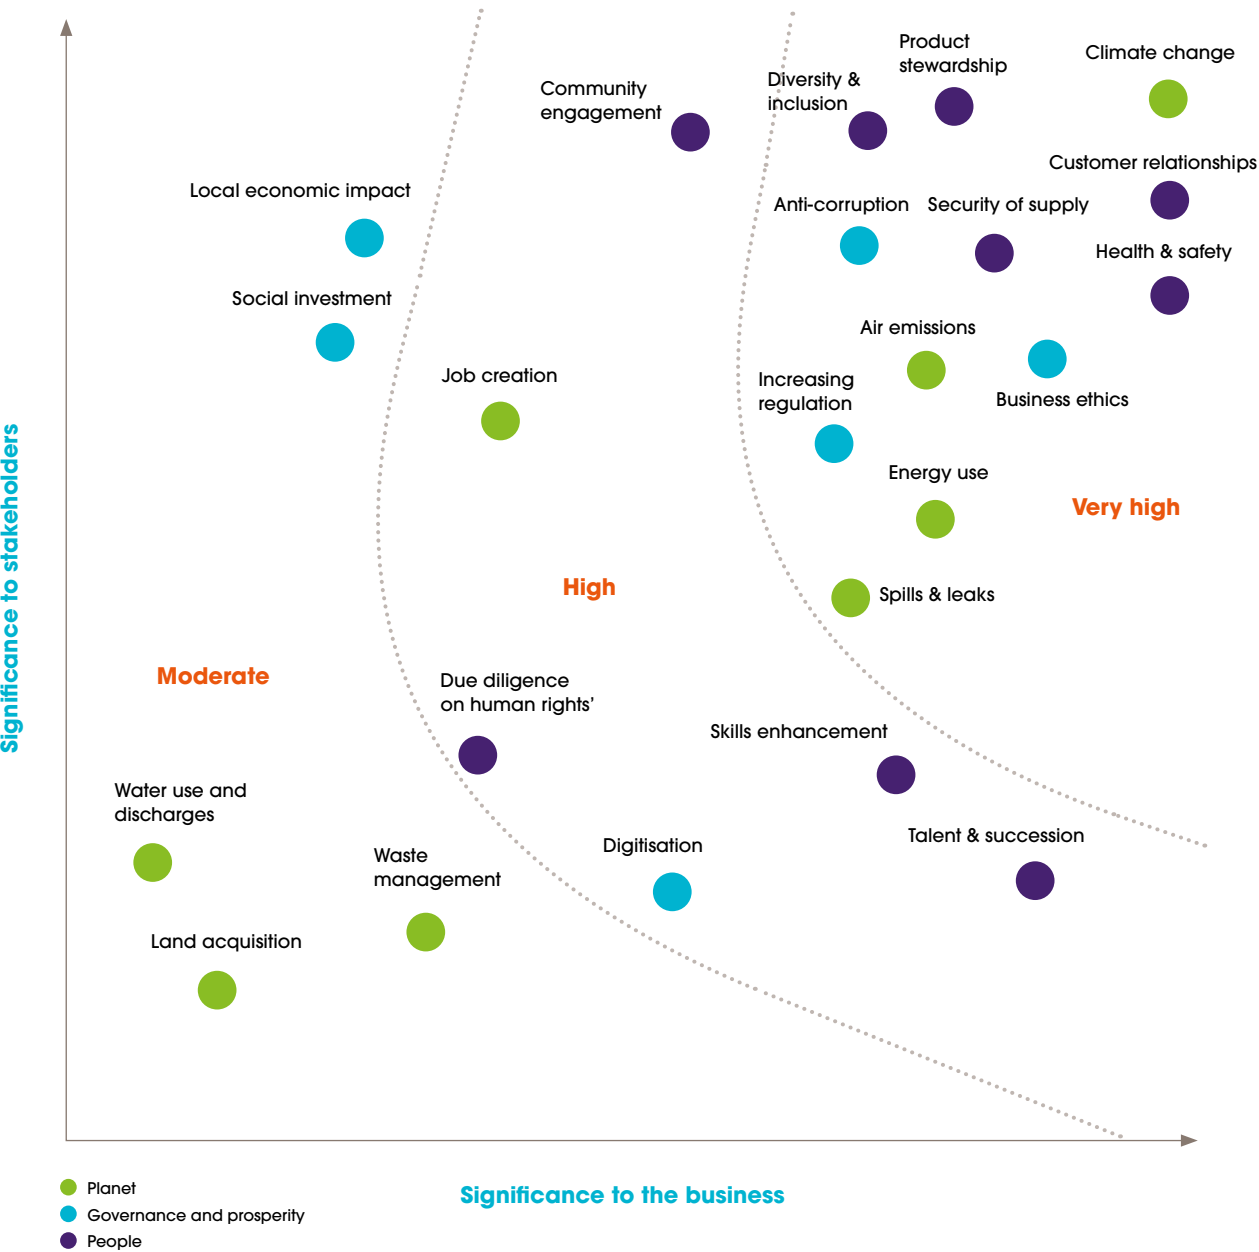 Product
stewardship
Climate change
Community
engagement
Diversity &
inclusion
Customer relationships
Local economic impact
Anti-corruption
Security of supply
Health & safety
Social investment
Air emissions
Job creation
Increasing
regulation
Business ethics
Energy use
Very high
High
Spills & leaks
Moderate
Due diligence
on human rights’
Skills enhancement
Water use and
discharges
Talent & succession
Digitisation
Waste
management
Land acquisition
Significance to stakeholders
Significance to the business
Planet
Governance and prosperity
People